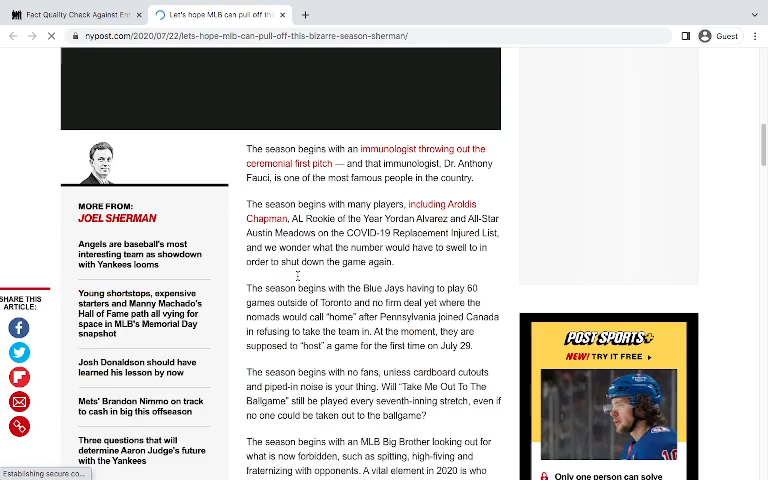 Fact Quality Check Against Ent
Let's hope MLB can pull off thi
nypost.com/2020/07/22/lets-hope-mlb-can-pull-off-this-bizarre-season-sherman/
Guest
MORE FROM:
JOEL SHERMAN
Angels are baseball's most
interesting team as showdown
with Yankees looms
Young shortstops, expensive
starters and Manny Machado's
Hall of Fame path all vying for
space in MLB's Memorial Day
snapshot
Josh Donaldson should have
learned his lesson by now
Mets' Brandon Nimmo on track
to cash in big this offseason
Three questions that will
determine Aaron Judge's future
with the Yankees
SHARE THIS
ARTICLE:
The season begins with an immunologist throwing out the
ceremonial first pitch — and that immunologist, Dr. Anthony
Fauci, is one of the most famous people in the country.
The season begins with many players, including Aroldis
Chapman, AL Rookie of the Year Yordan Alvarez and All-Star
Austin Meadows on the COVID-19 Replacement Injured List,
and we wonder what the number would have to swell to in
order to shut down the game again.
The season begins with the Blue Jays having to play 60
games outside of Toronto and no firm deal yet where the
nomads would call "home" after Pennsylvania joined Canada
in refusing to take the team in. At the moment, they are
supposed to "host" a game for the first time on July 29.
The season begins with no fans, unless cardboard cutouts
and piped-in noise is your thing. Will "Take Me Out To The
Ballgame" still be played every seventh-inning stretch, even if
no one could be taken out to the ballgame?
The season begins with an MLB Big Brother looking out for
what is now forbidden, such as spitting, high-fiving and
fraternizing with opponents. A vital element in 2020 is who
POST SPORTS+
NEW! TRY IT FREE
Only one person can solve
Establishing secure co...